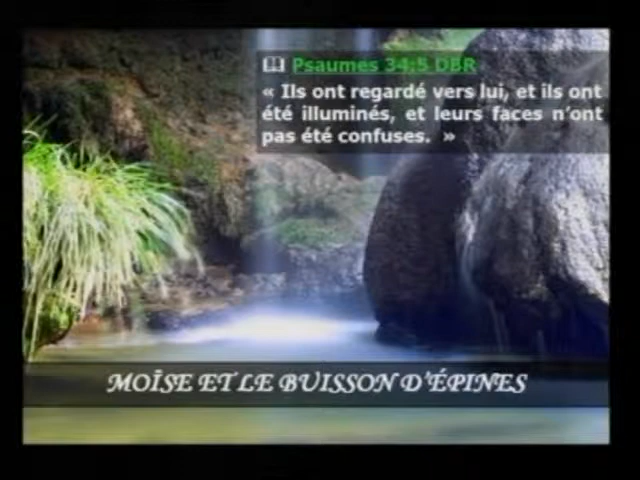 Psaumes 34:5 DBR
« Ils ont regardé vers lui, et ils ont
été illuminés, et leurs faces n'ont
pas été confuses. »
MOÏSE ET LE BUISSON D'ÉPINES